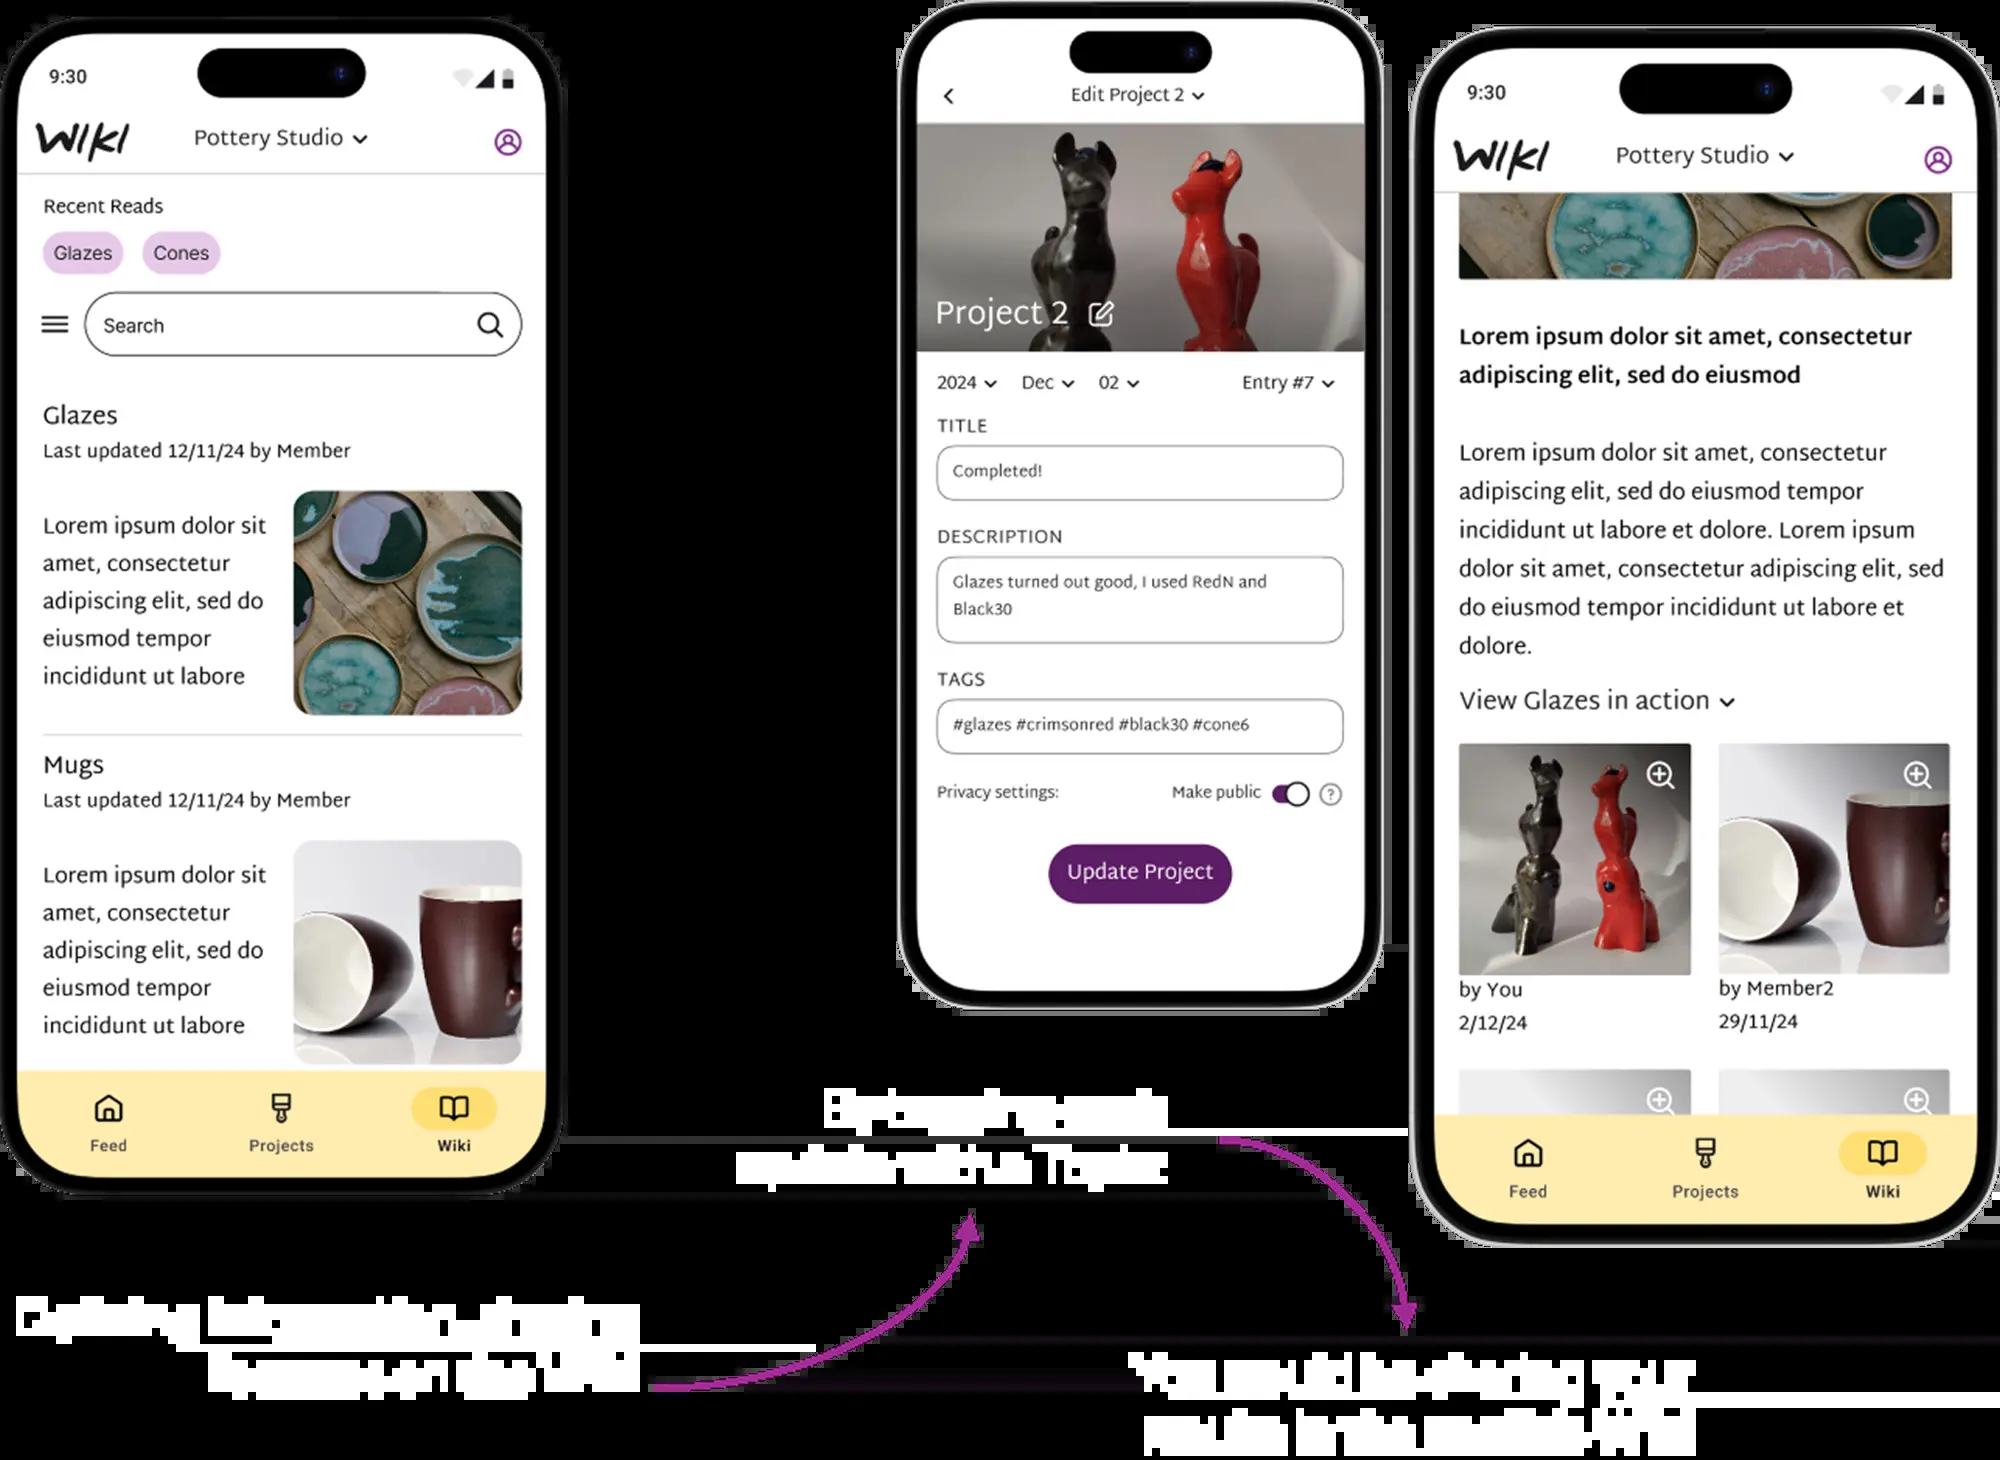 9:30
WIKI
Pottery Studio
Recent Reads
Glazes Cones
Search
Glazes
Last updated 12/11/24 by Member
Lorem ipsum dolor sit
amet, consectetur
adipiscing elit, sed do
eiusmod tempor
incididunt ut labore
Mugs
Last updated 12/11/24 by Member
Lorem ipsum dolor sit
amet, consectetur
adipiscing elit, sed do
eiusmod tempor
incididunt ut labore
Feed Projects Wiki
Edit Project 2
Project 2
2024 Dec 02 Entry #7
TITLE
Completed!
DESCRIPTION
Glazes turned out good, I used RedN and
Black30
TAGS
#glazes #crimsonred #black30 #cone6
Privacy settings: Make public ?
Update Project
9:30
WIKI
Pottery Studio
Lorem ipsum dolor sit amet, consectetur
adipiscing elit, sed do eiusmod
Lorem ipsum dolor sit amet, consectetur
adipiscing elit, sed do eiusmod tempor
incididunt ut labore et dolore. Lorem ipsum
dolor sit amet, consectetur adipiscing elit, sed
do eiusmod tempor incididunt ut labore et
dolore.
View Glazes in action
by You
2/12/24
by Member2
29/11/24
Feed Projects Wiki